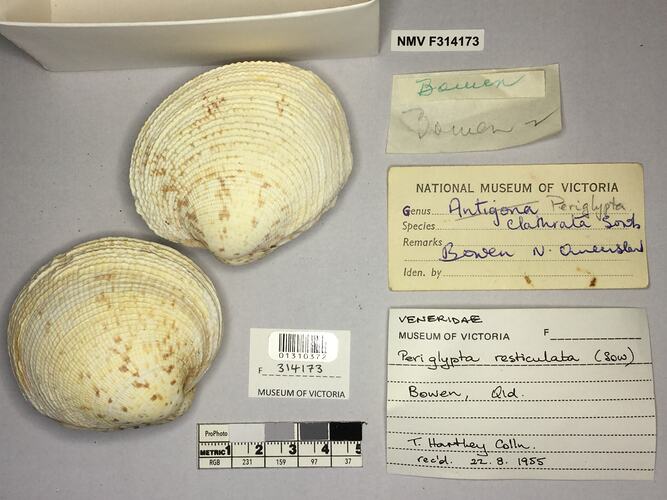 NMV F314173
Bowen
Bowen
NATIONAL MUSEUM OF VICTORIA
Genus Antigona Periglypta
Species clathrata Sowb
Remarks
Bowen N. Queensland
Iden. by
VENERIDAE
MUSEUM OF VICTORIA F
Periglypta resticulata (Sow)
Bowen, Qld.
T. Hartley Colln.
rec'd. 22.8.1955
01310372
F 314173
MUSEUM OF VICTORIA
ProPhoto 1 2 3 4 5
METRIC
RGB 231 159 97 37